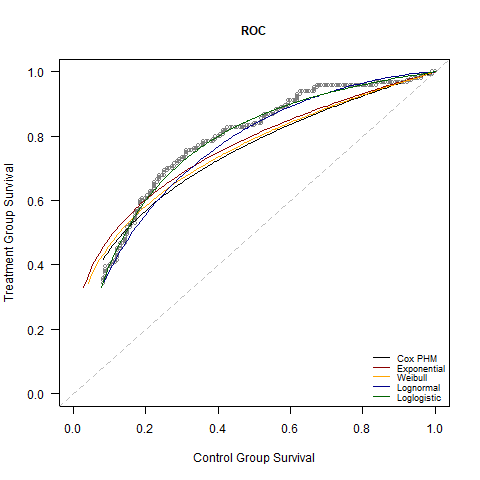 ROC
Treatment Group Survival
1.0
0.8
0.6
0.4
0.2
0.0
Cox PHM
Exponential
Weibull
Lognormal
Loglogistic
0.0 0.2 0.4 0.6 0.8 1.0
Control Group Survival